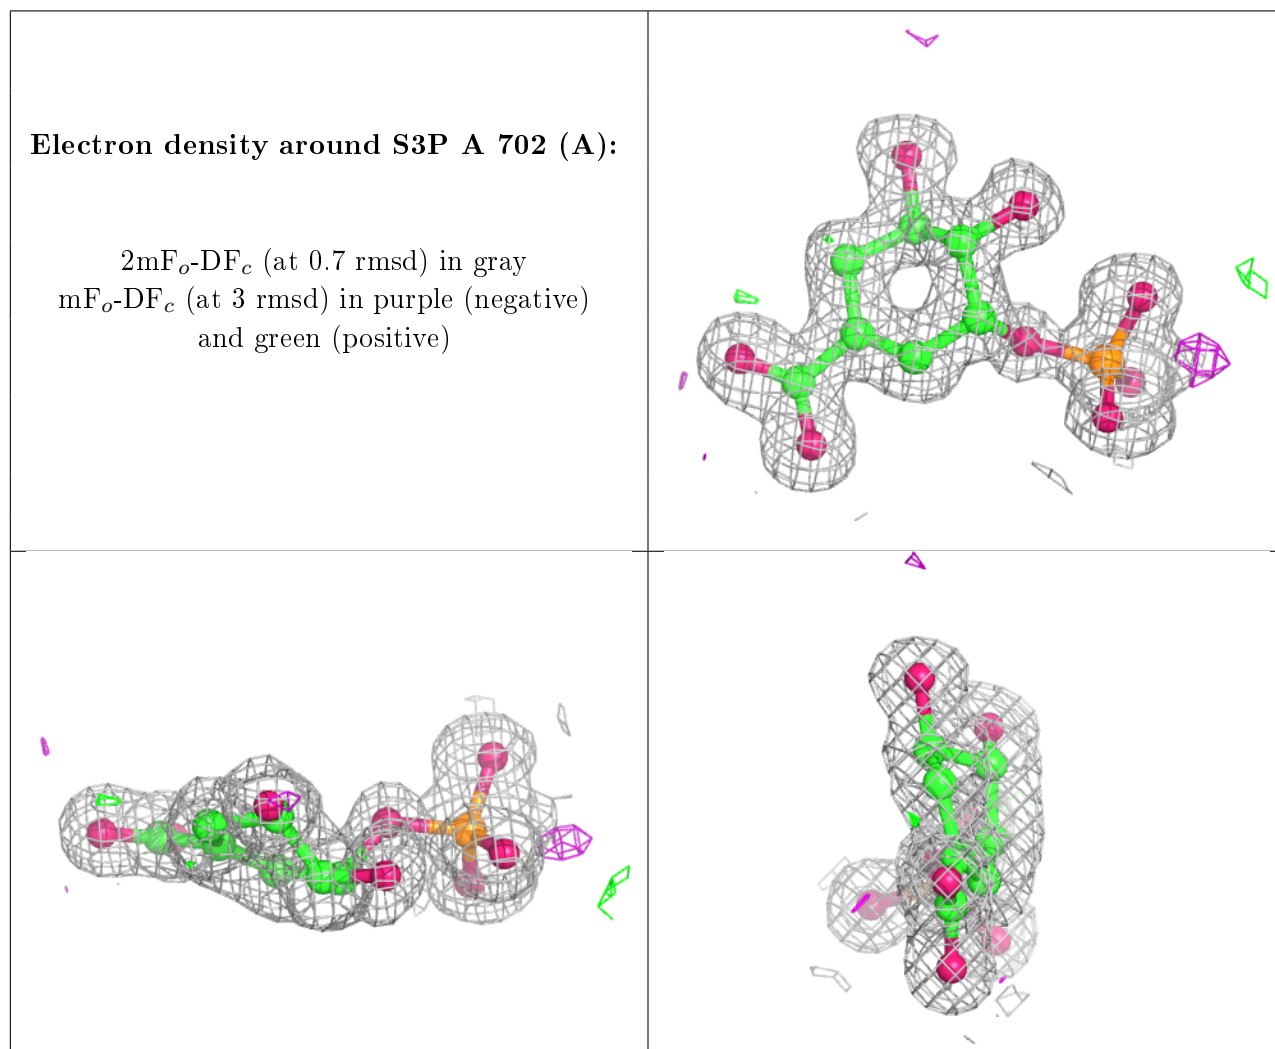 Electron density around S3P A 702 (A):
2mFₒ-DF𝒸 (at 0.7 rmsd) in gray
mFₒ-DF𝒸 (at 3 rmsd) in purple (negative)
and green (positive)